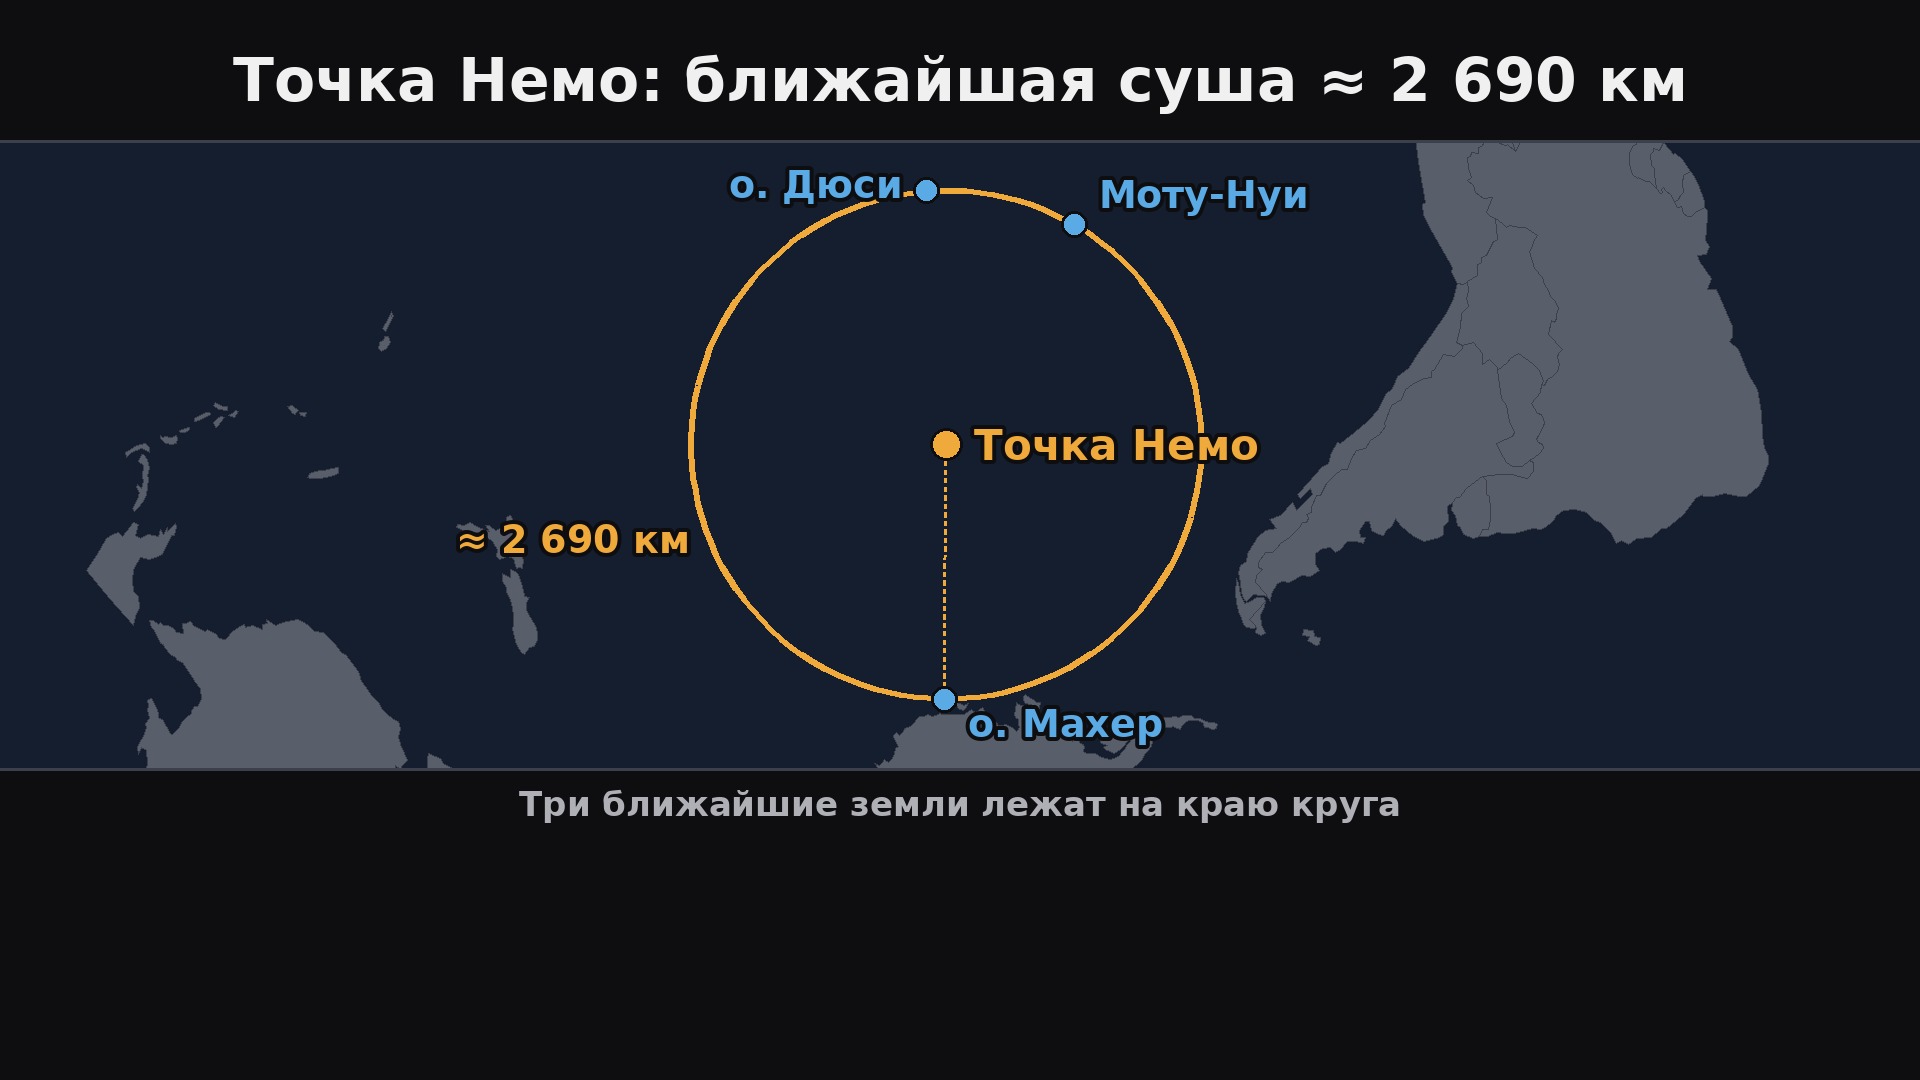 Точка Немо: ближайшая суша ≈ 2 690 км
о. Дюси
Моту-Нуи
Точка Немо
≈ 2 690 км
о. Махер
Три ближайшие земли лежат на краю круга